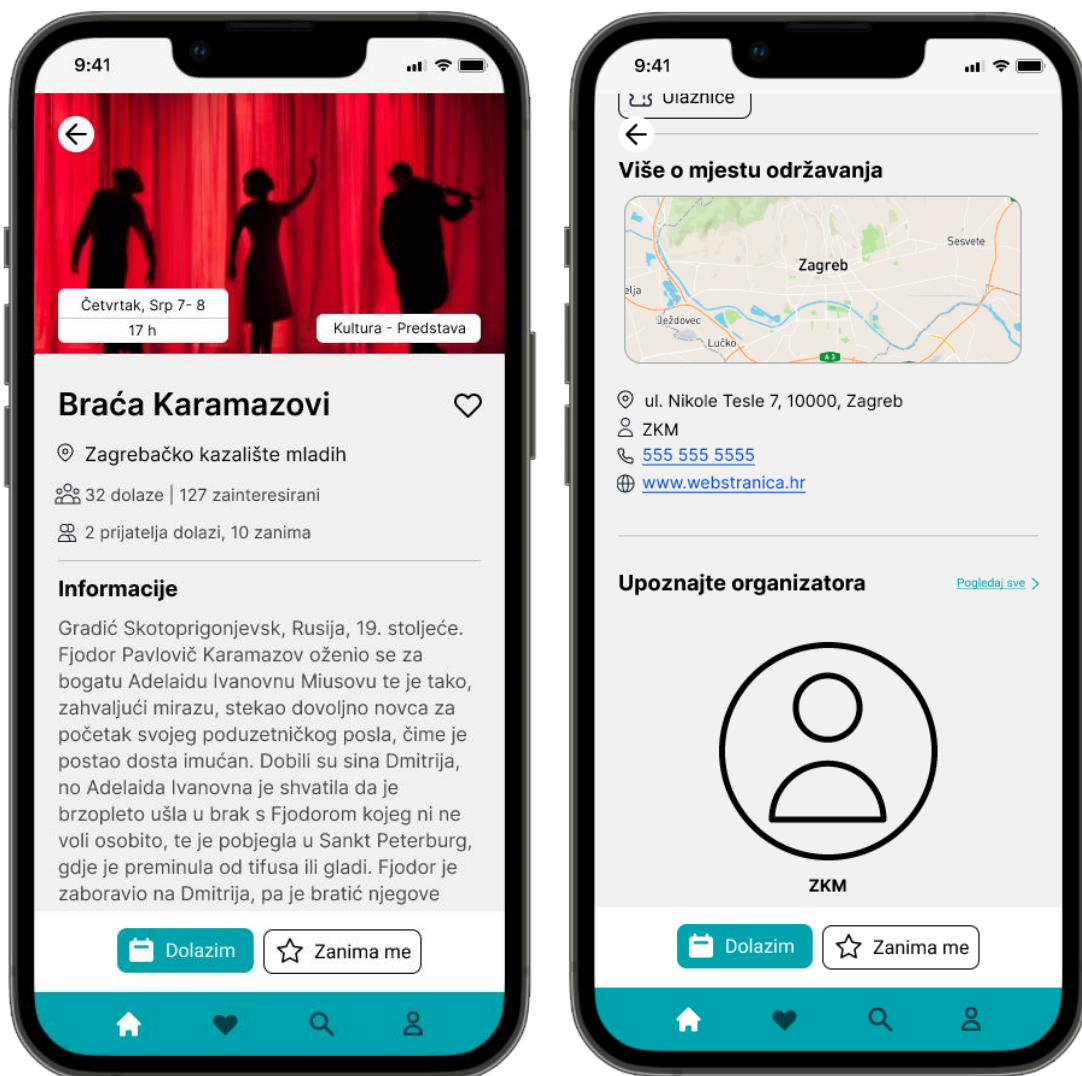 9:41
Četvrtak, Srp 7- 8
17 h
Kultura - Predstava
Braća Karamazovi
Zagrebačko kazalište mladih
32 dolaze | 127 zainteresirani
2 prijatelja dolazi, 10 zanima
Informacije
Gradić Skotoprigonjevsk, Rusija, 19. stoljeće.
Fjodor Pavlovič Karamazov oženio se za
bogatu Adelaidu Ivanovnu Miusovu te je tako,
zahvaljući mirazu, stekao dovoljno novca za
početak svojeg poduzetničkog posla, čime je
postao dosta imućan. Dobili su sina Dmitrija,
no Adelaida Ivanovna je shvatila da je
brzopleto ušla u brak s Fjodorom kojeg ni ne
voli osobito, te je pobjegla u Sankt Peterburg,
gdje je preminula od tifusa ili gladi. Fjodor je
zaboravio na Dmitrija, pa je bratić njegove
Dolazim
Zanima me
9:41
Ulaznice
Više o mjestu održavanja
Sesvete
Zagreb
elja
Ježdovec
Lučko
A3
ul. Nikole Tesle 7, 10000, Zagreb
ZKM
555 555 5555
www.webstranica.hr
Upoznajte organizatora
Pogledaj sve
ZKM
Dolazim
Zanima me